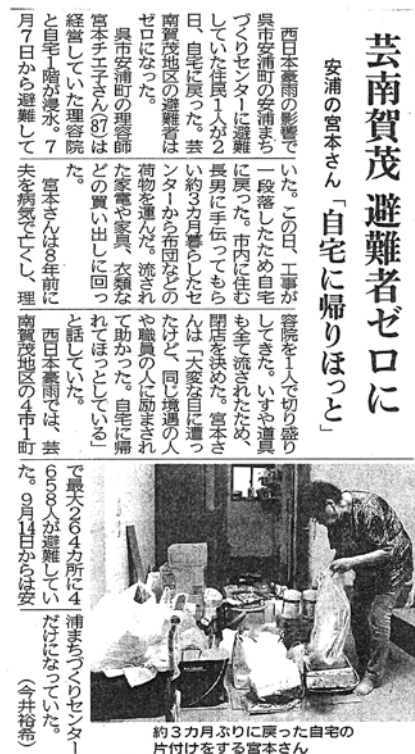 芸南賀茂 避難者ゼロに
安浦の宮本さん「自宅に帰りほっと」
西日本豪雨の影響で
呉市安浦町の安浦まち
づくりセンターに避難
していた住民1人が2
日、自宅に戻った。芸
南賀茂地区の避難者は
ゼロになった。
呉市安浦町の理容師
宮本チエ子さん(87)は
経営していた理容院
と自宅1階が浸水。7
月7日から避難して
いた。この日、工事が
一段落したため自宅
に戻った。市内に住む
長男に手伝ってもら
い約3カ月暮らしたセ
ンターから布団などの
荷物を運んだ。流され
た家電や家具、衣類な
どの買い出しに回っ
た。
宮本さんは8年前に
夫を病気で亡くし、理
容院を1人で切り盛り
してきた。いすや道具
も全て流されたため、
閉店を決めた。宮本さ
んは「大変な目に遭っ
たけど、同じ境遇の人
や職員の人に励まされ
て助かった。自宅に帰
れてほっとしている」
と話していた。
西日本豪雨では、芸
南賀茂地区の4市1町
で最大264カ所に4
658人が避難してい
た。9月14日からは安
浦まちづくりセンター
だけになっていた。
(今井裕希)
約3カ月ぶりに戻った自宅の
片付けをする宮本さん